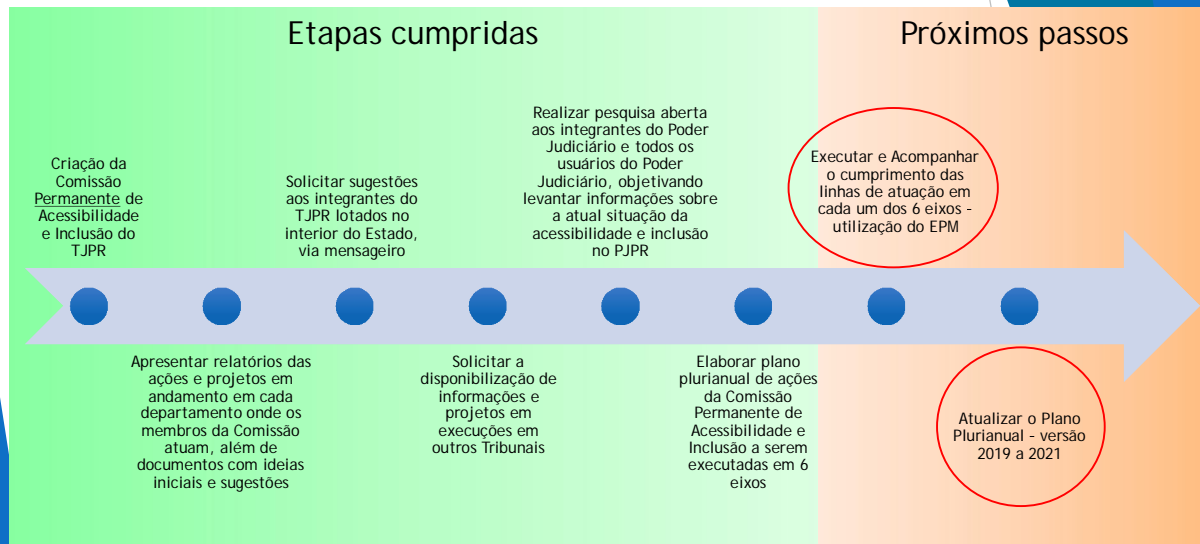 Etapas cumpridas
Próximos passos
Criação da
Comissão
Permanente de
Acessibilidade
e Inclusão do
TJPR
Apresentar relatórios das
ações e projetos em
andamento em cada
departamento onde os
membros da Comissão
atuam, além de
documentos com ideias
iniciais e sugestões
Solicitar sugestões
aos integrantes do
TJPR lotados no
interior do Estado,
via mensageiro
Solicitar a
disponibilização de
informações e
projetos em
execuções em
outros Tribunais
Realizar pesquisa aberta
aos integrantes do Poder
Judiciário e todos os
usuários do Poder
Judiciário, objetivando
levantar informações sobre
a atual situação da
acessibilidade e inclusão
no PJPR
Elaborar plano
plurianual de ações
da Comissão
Permanente de
Acessibilidade e
Inclusão a serem
executadas em 6
eixos
Executar e Acompanhar
o cumprimento das
linhas de atuação em
cada um dos 6 eixos -
utilização do EPM
Atualizar o Plano
Plurianual - versão
2019 a 2021